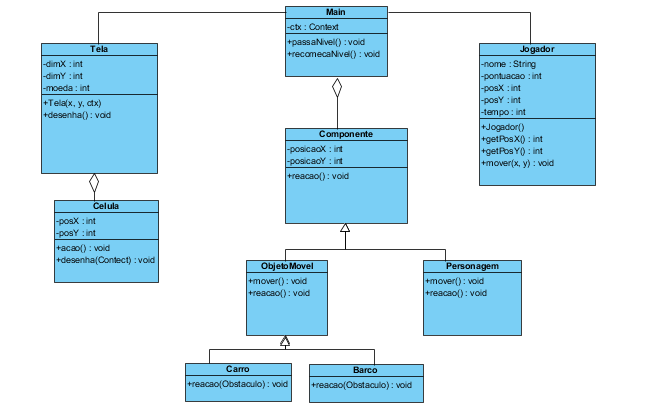 Main
-ctx : Context
+passaNivel() : void
+recomecaNivel() : void
Tela
-dimX : int
-dimY : int
-moeda : int
+Tela(x, y, ctx)
+desenha() : void
Jogador
-nome : String
-pontuacao : int
-posX : int
-posY : int
-tempo : int
+Jogador()
+getPosX() : int
+getPosY() : int
+mover(x, y) : void
Componente
-posicaoX : int
-posicaoY : int
+reacao() : void
Celula
-posX : int
-posY : int
+acao() : void
+desenha(Contect) : void
ObjetoMovel
+mover() : void
+reacao() : void
Personagem
+mover() : void
+reacao() : void
Carro
+reacao(Obstaculo) : void
Barco
+reacao(Obstaculo) : void